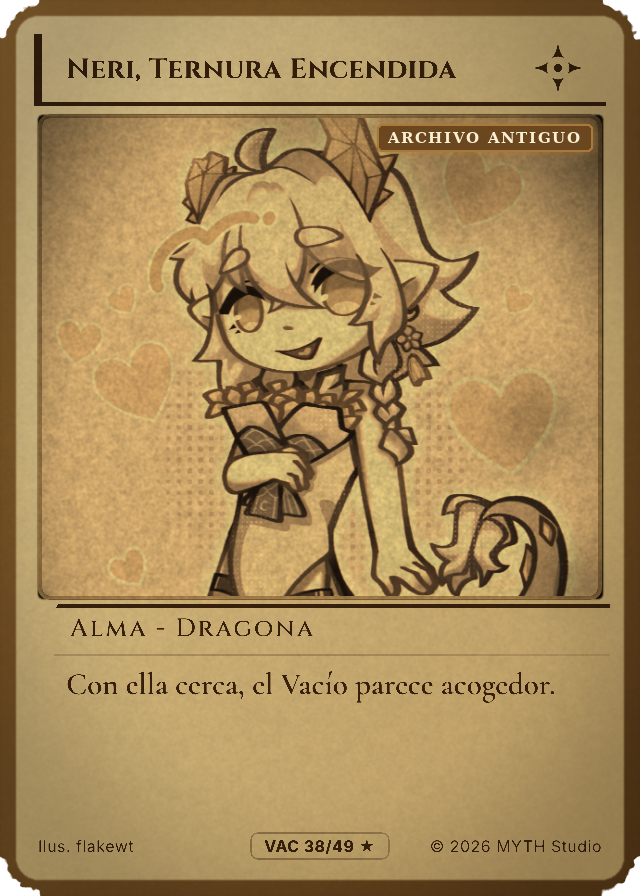 Neri, Ternura Encendida
ARCHIVO ANTIGUO
Alma - Dragona
Con ella cerca, el Vacío parece acogedor.
Ilus. flakewt
VAC 38/49 ★
© 2026 MYTH Studio